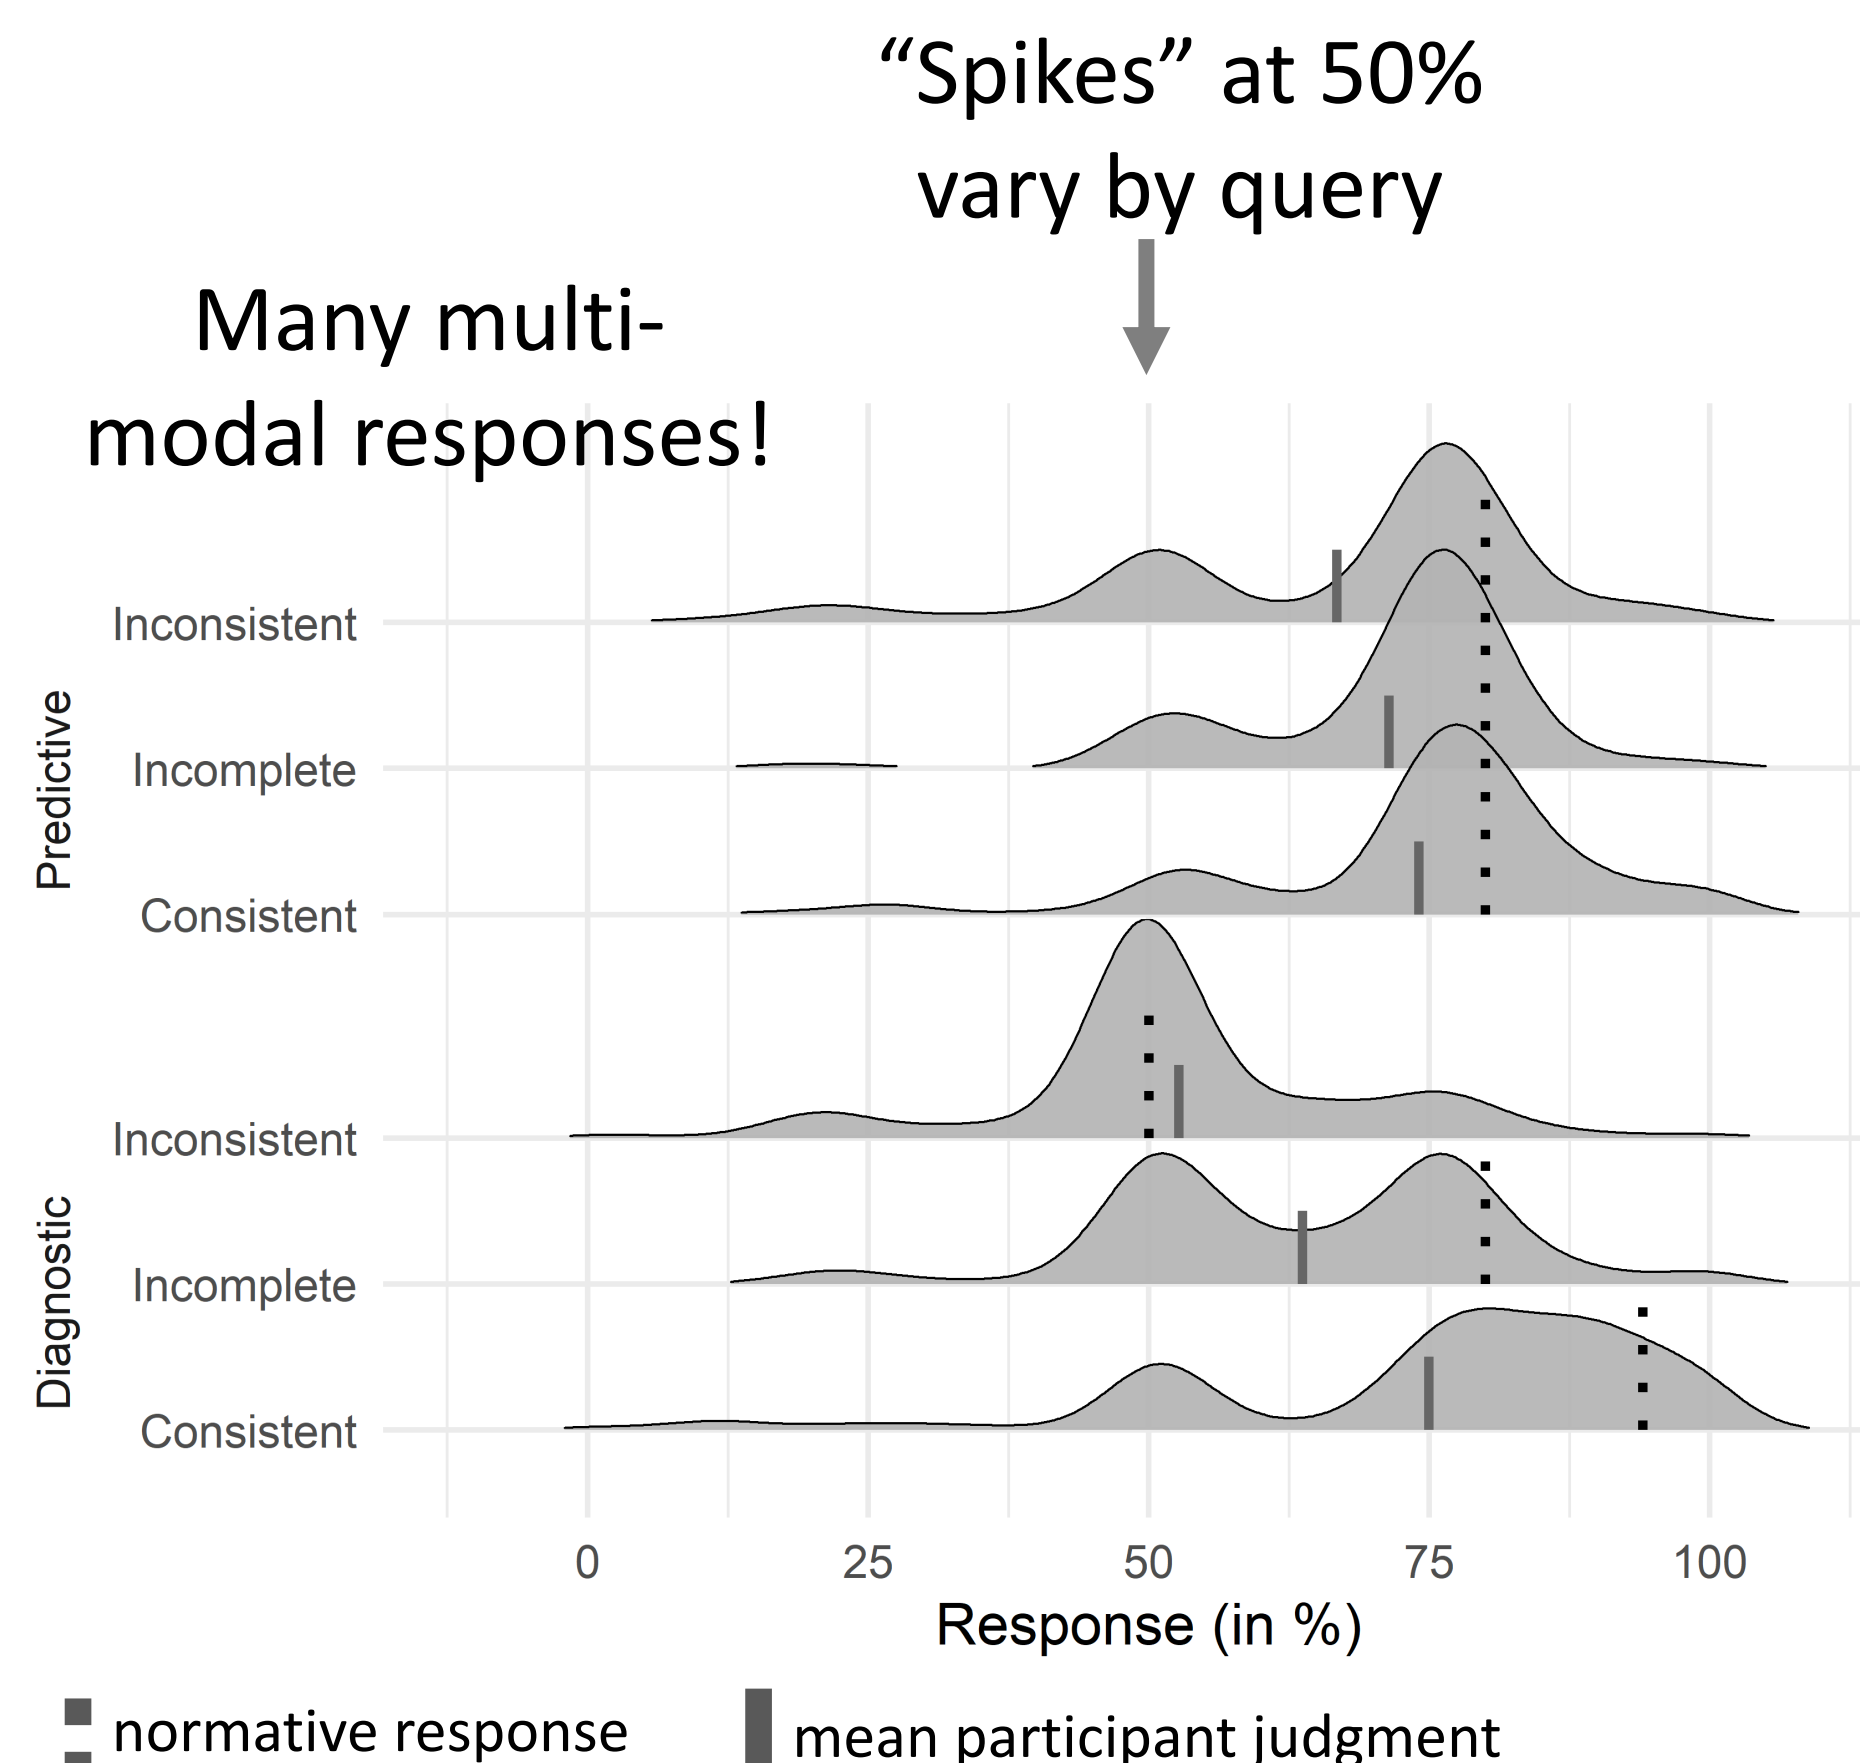 “Spikes” at 50%
vary by query
Many multi-
modal responses!
Predictive
Inconsistent
Incomplete
Consistent
Diagnostic
Inconsistent
Incomplete
Consistent
0 25 50 75 100
Response (in %)
normative response mean participant judgment